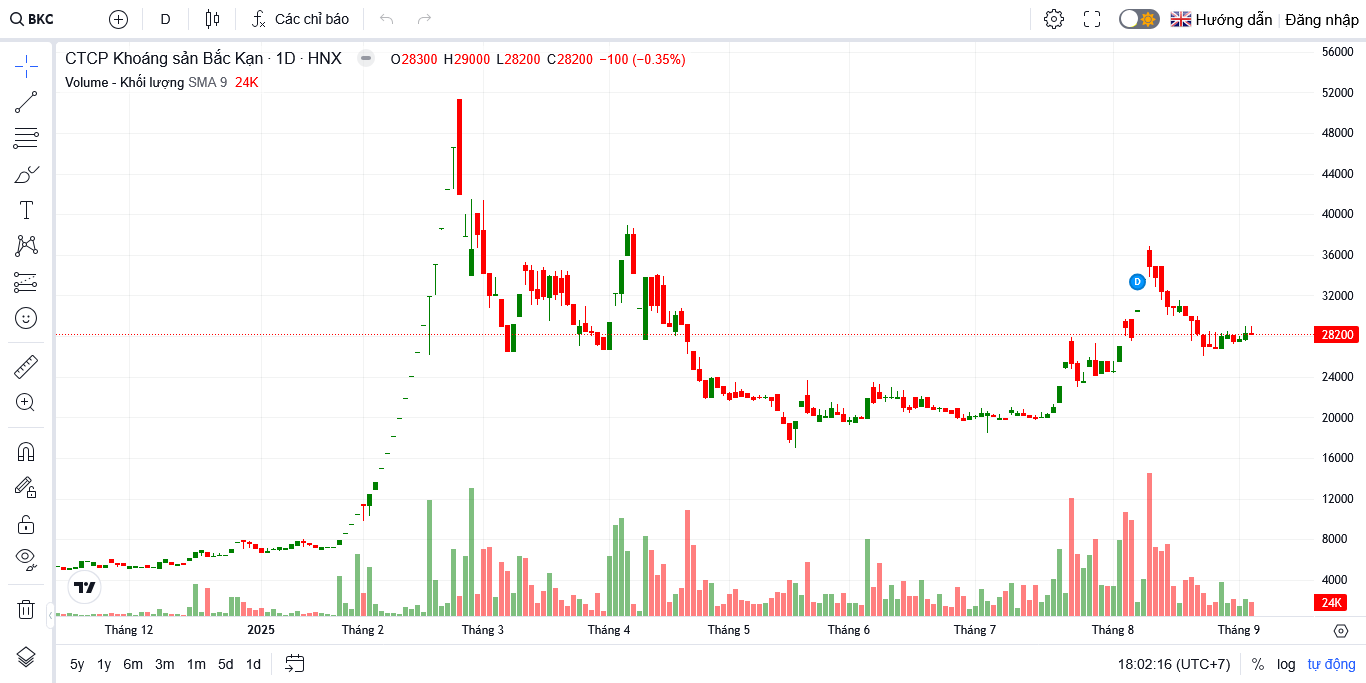 BKC D Các chỉ báo Hướng dẫn Đăng nhập
CTCP Khoáng sản Bắc Kạn · 1D · HNX O28300 H29000 L28200 C28200 −100 (−0.35%)
Volume - Khối lượng SMA 9 24K
56000
52000
48000
44000
40000
36000
D
32000
28200
24000
20000
16000
12000
8000
4000
24K
Tháng 12 2025 Tháng 2 Tháng 3 Tháng 4 Tháng 5 Tháng 6 Tháng 7 Tháng 8 Tháng 9
5y 1y 6m 3m 1m 5d 1d 18:02:16 (UTC+7) % log tự động